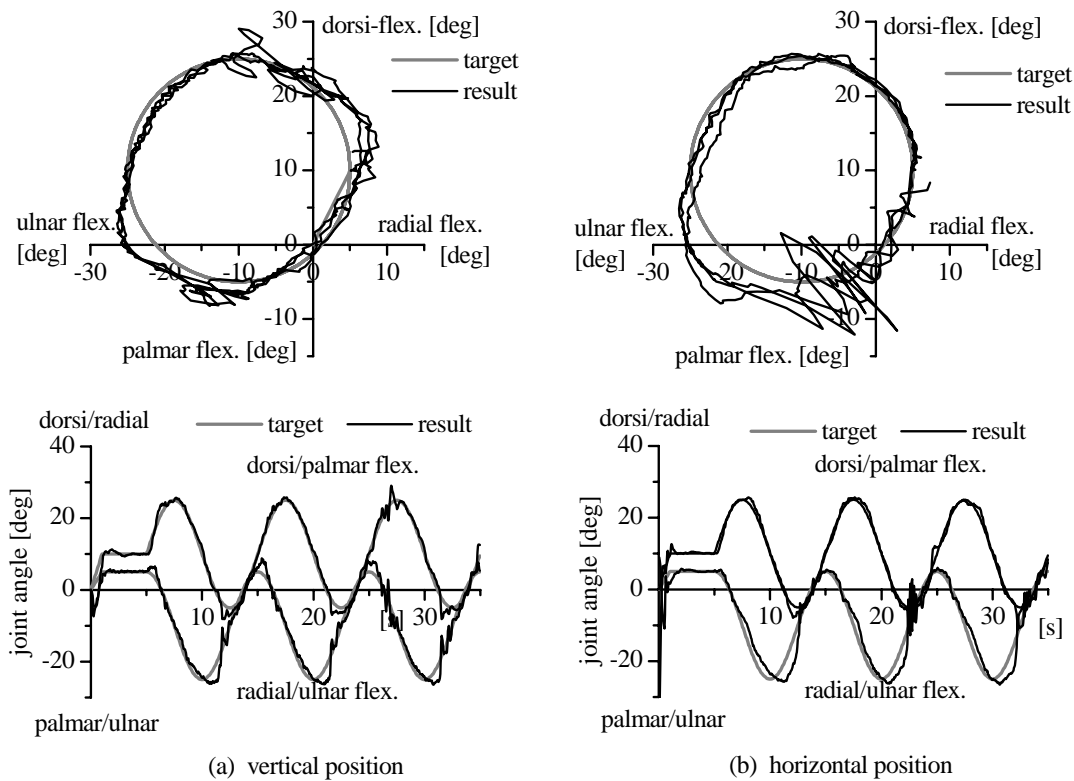 30
dorsi-flex. [deg]
target
result
20
10
ulnar flex.
[deg]
radial flex.
[deg]
0
-30
-20
-10
0
10
-10
palmar flex. [deg]
30
dorsi-flex. [deg]
target
result
20
10
ulnar flex.
[deg]
radial flex.
[deg]
0
-30
-20
-10
0
10
-10
palmar flex. [deg]
dorsi/radial
target
result
40
dorsi/palmar flex.
20
joint angle [deg]
0
10
20
30
[s]
-20
radial/ulnar flex.
palmar/ulnar
(a) vertical position
dorsi/radial
target
result
40
dorsi/palmar flex.
20
joint angle [deg]
0
10
20
30
[s]
-20
radial/ulnar flex.
palmar/ulnar
(b) horizontal position